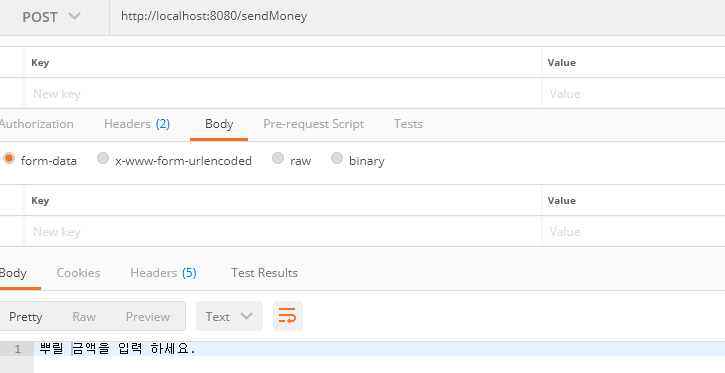 POST http://localhost:8080/sendMoney
Key Value
New key Value
Authorization Headers (2) Body Pre-request Script Tests
form-data x-www-form-urlencoded raw binary
Key Value
New key Value
Body Cookies Headers (5) Test Results
Pretty Raw Preview Text
1 뿌릴 금액을 입력 하세요.